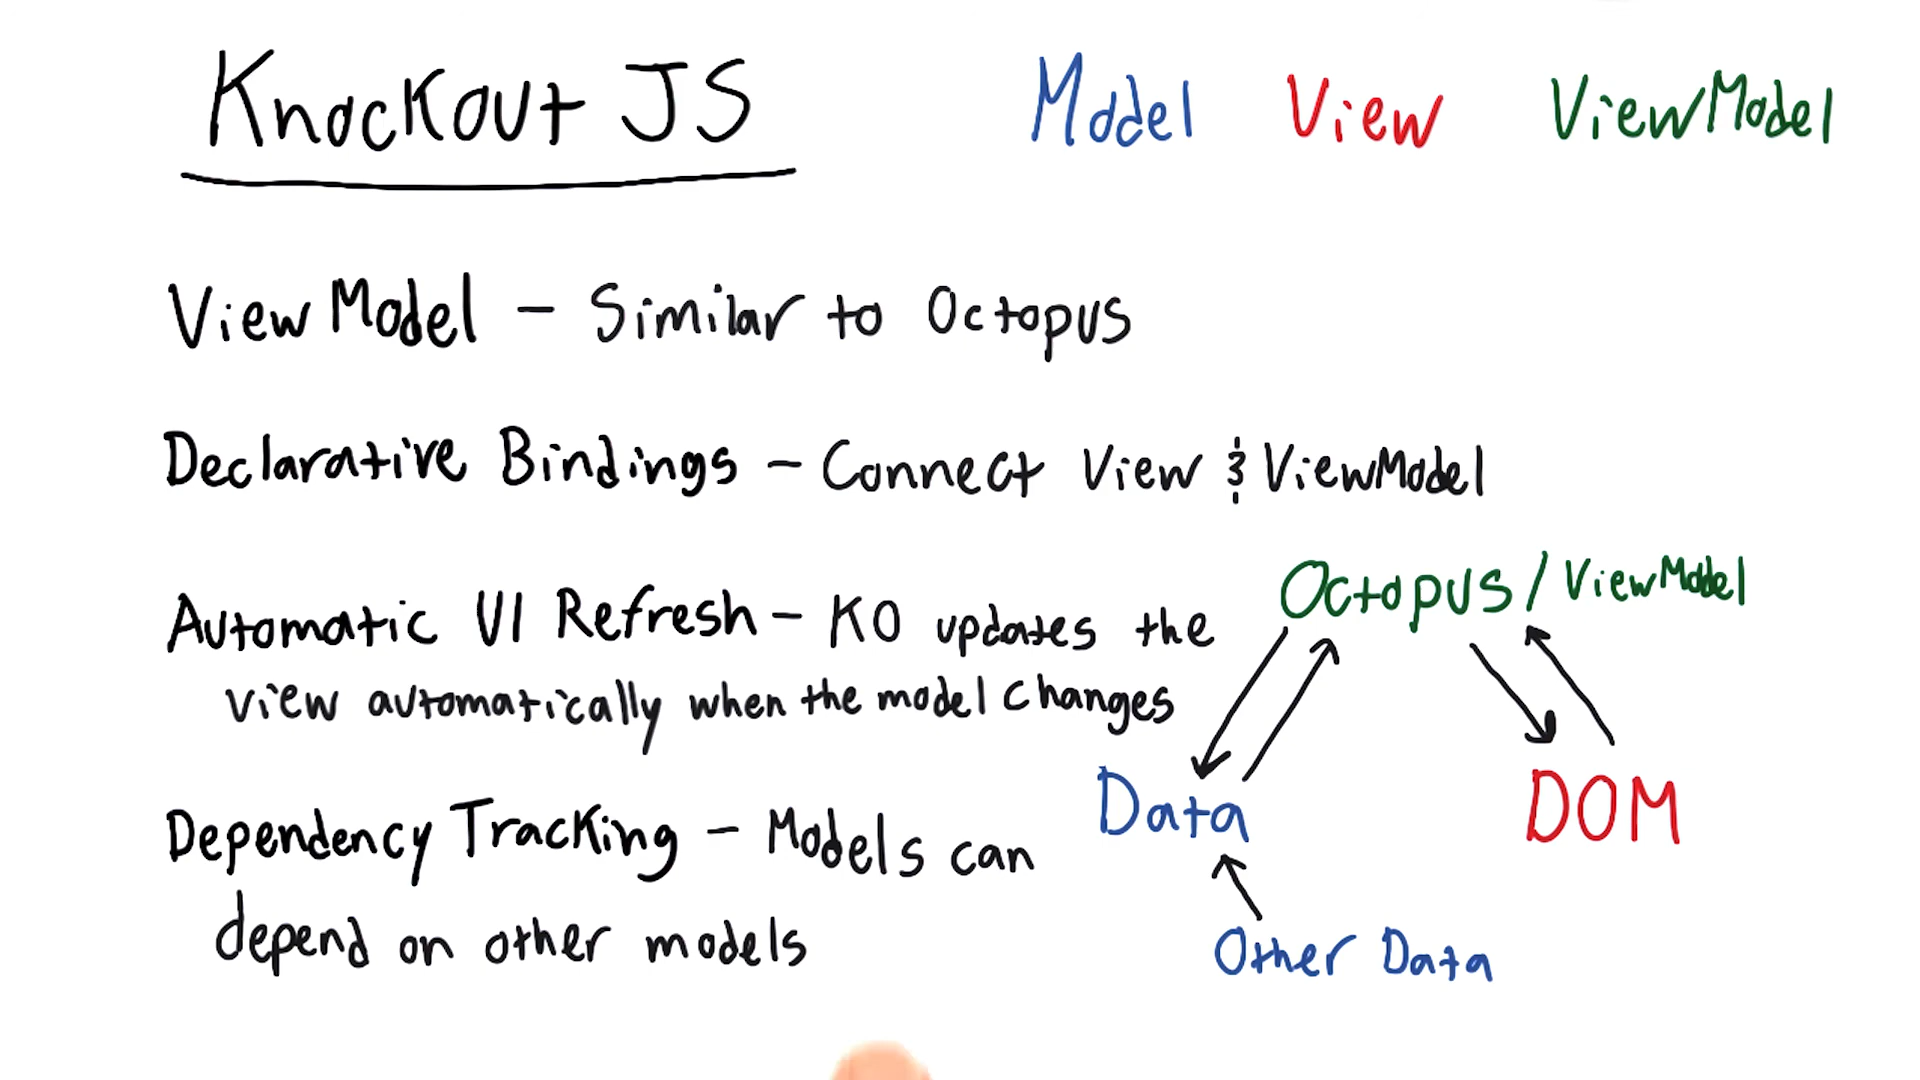 Knockout JS
Model View ViewModel
ViewModel - Similar to Octopus
Declarative Bindings - Connect View & ViewModel
Automatic UI Refresh - KO updates the
view automatically when the model changes
Dependency Tracking - Models can
depend on other models
Octopus / ViewModel
Data
DOM
Other Data